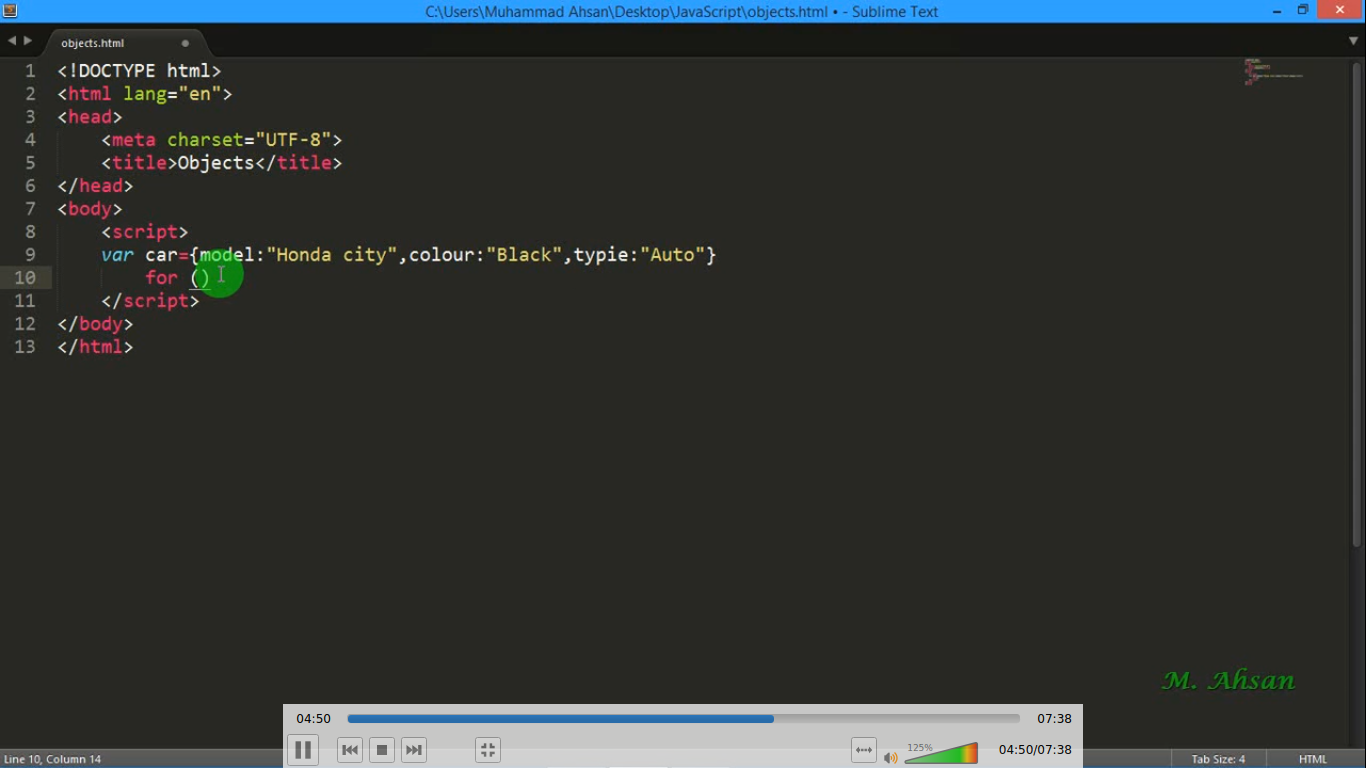 C:\Users\Muhammad Ahsan\Desktop\JavaScript\objects.html • - Sublime Text
objects.html
1 <!DOCTYPE html>
2 <html lang="en">
3 <head>
4 <meta charset="UTF-8">
5 <title>Objects</title>
6 </head>
7 <body>
8 <script>
9 var car={model:"Honda city",colour:"Black",typie:"Auto"}
10 for ()
11 </script>
12 </body>
13 </html>
M. Ahsan
04:50 07:38
125% 04:50/07:38
Line 10, Column 14 Tab Size: 4 HTML